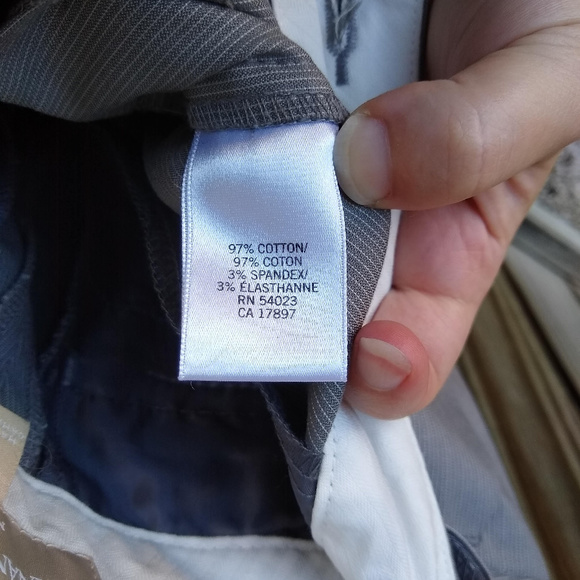 97% COTTON/
97% COTON
3% SPANDEX/
3% ÉLASTHANNE
RN 54023
CA 17897